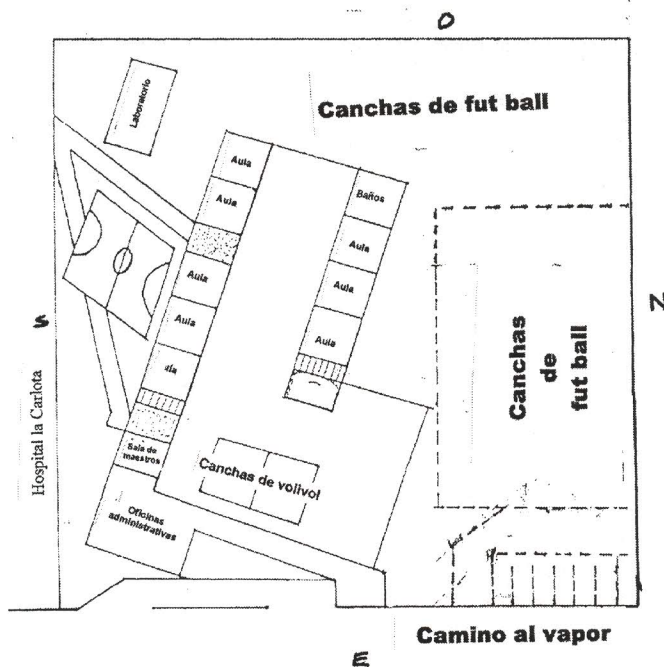 O
Canchas de fut ball
Laboratorio
Aula
Aula
Baños
Aula
Aula
Aula
Aula
Aula
Canchas
de
fut ball
N
S
Hospital la Carlota
Sala de
maestros
Canchas de volivol
Oficinas
administrativas
Camino al vapor
E